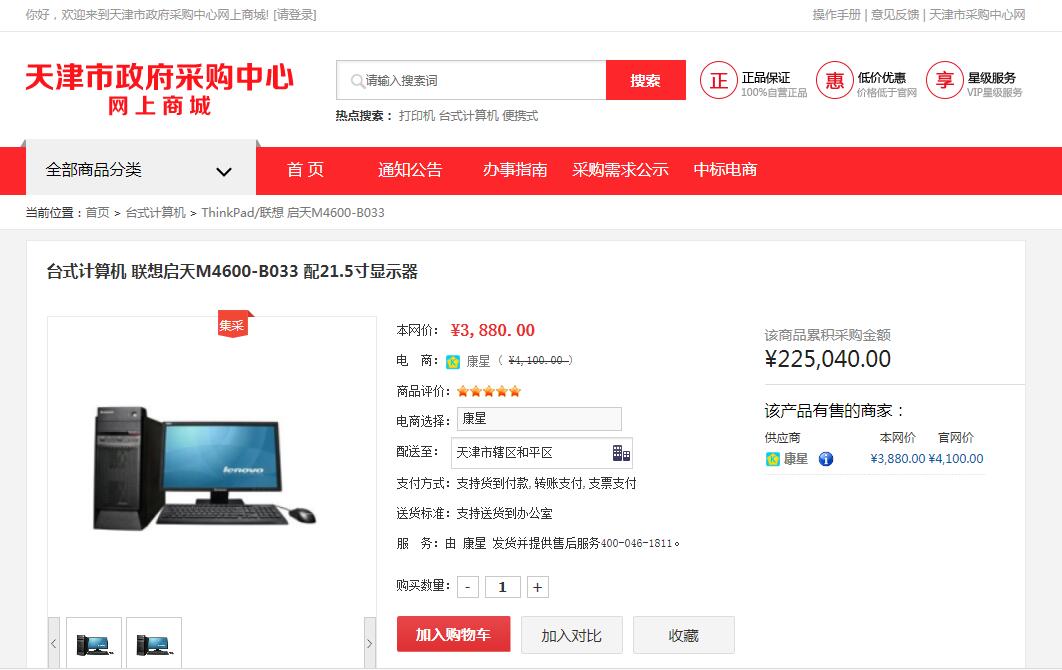 你好，欢迎来到天津市政府采购中心网上商城! [请登录]
操作手册 | 意见反馈 | 天津市采购中心网
天津市政府采购中心
网上商城
请输入搜索词
搜索
热点搜索： 打印机 台式计算机 便携式
正 正品保证
100%自营正品
惠 低价优惠
价格低于官网
享 星级服务
VIP星级服务
全部商品分类
首 页 通知公告 办事指南 采购需求公示 中标电商
当前位置：首页 > 台式计算机 > ThinkPad/联想 启天M4600-B033
台式计算机 联想启天M4600-B033 配21.5寸显示器
集采
lenovo
本网价： ¥3,880.00
电 商： 康星（ ¥4,100.00 ）
商品评价：
电商选择： 康星
配送至： 天津市辖区和平区
支付方式： 支持货到付款, 转账支付, 支票支付
送货标准： 支持送货到办公室
服 务： 由 康星 发货并提供售后服务400-046-1811。
购买数量： - 1 +
加入购物车 加入对比 收藏
该商品累积采购金额
¥225,040.00
该产品有售的商家：
供应商 本网价 官网价
康星 ¥3,880.00 ¥4,100.00